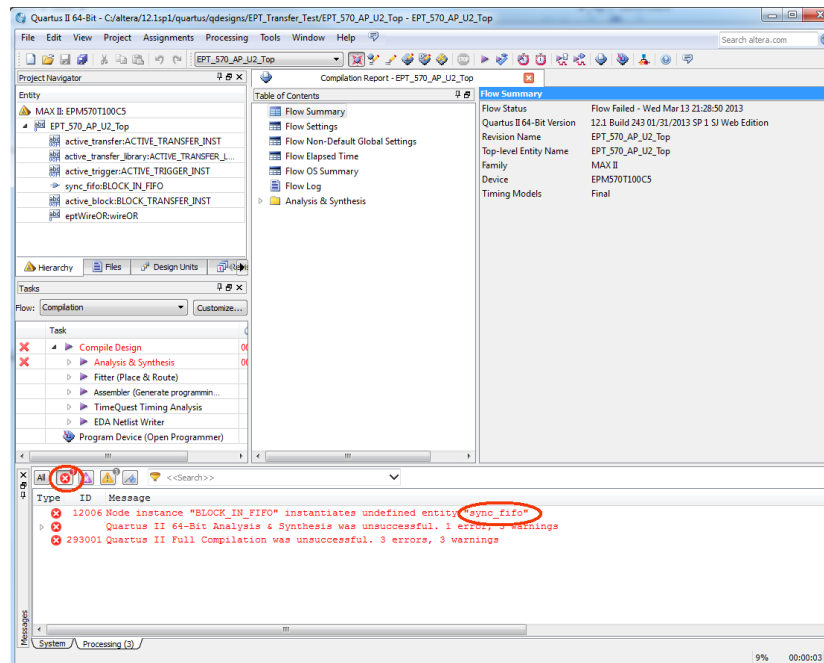 Quartus II 64-Bit - C:/altera/12.1sp1/quartus/qdesigns/EPT_Transfer_Test/EPT_570_AP_U2_Top - EPT_570_AP_U2_Top
File Edit View Project Assignments Processing Tools Window Help
Search altera.com
EPT_570_AP_U2_Top
Project Navigator
Entity
MAX II: EPM570T100C5
EPT_570_AP_U2_Top
active_transfer:ACTIVE_TRANSFER_INST
active_transfer_library:ACTIVE_TRANSFER_L...
active_trigger:ACTIVE_TRIGGER_INST
sync_fifo:BLOCK_IN_FIFO
active_block:BLOCK_TRANSFER_INST
eptWireOR:wireOR
Hierarchy Files Design Units
Tasks
Flow: Compilation Customize...
Task
Compile Design 00
Analysis & Synthesis 00
Fitter (Place & Route)
Assembler (Generate programmin...
TimeQuest Timing Analysis
EDA Netlist Writer
Program Device (Open Programmer)
Compilation Report - EPT_570_AP_U2_Top
Table of Contents
Flow Summary
Flow Settings
Flow Non-Default Global Settings
Flow Elapsed Time
Flow OS Summary
Flow Log
Analysis & Synthesis
Flow Summary
Flow Status Flow Failed - Wed Mar 13 21:28:50 2013
Quartus II 64-Bit Version 12.1 Build 243 01/31/2013 SP 1 SJ Web Edition
Revision Name EPT_570_AP_U2_Top
Top-level Entity Name EPT_570_AP_U2_Top
Family MAX II
Device EPM570T100C5
Timing Models Final
All <<Search>>
Type ID Message
12006 Node instance "BLOCK_IN_FIFO" instantiates undefined entity "sync_fifo"
Quartus II 64-Bit Analysis & Synthesis was unsuccessful. 1 error, 3 warnings
293001 Quartus II Full Compilation was unsuccessful. 3 errors, 3 warnings
Messages
System Processing (3)
9% 00:00:03